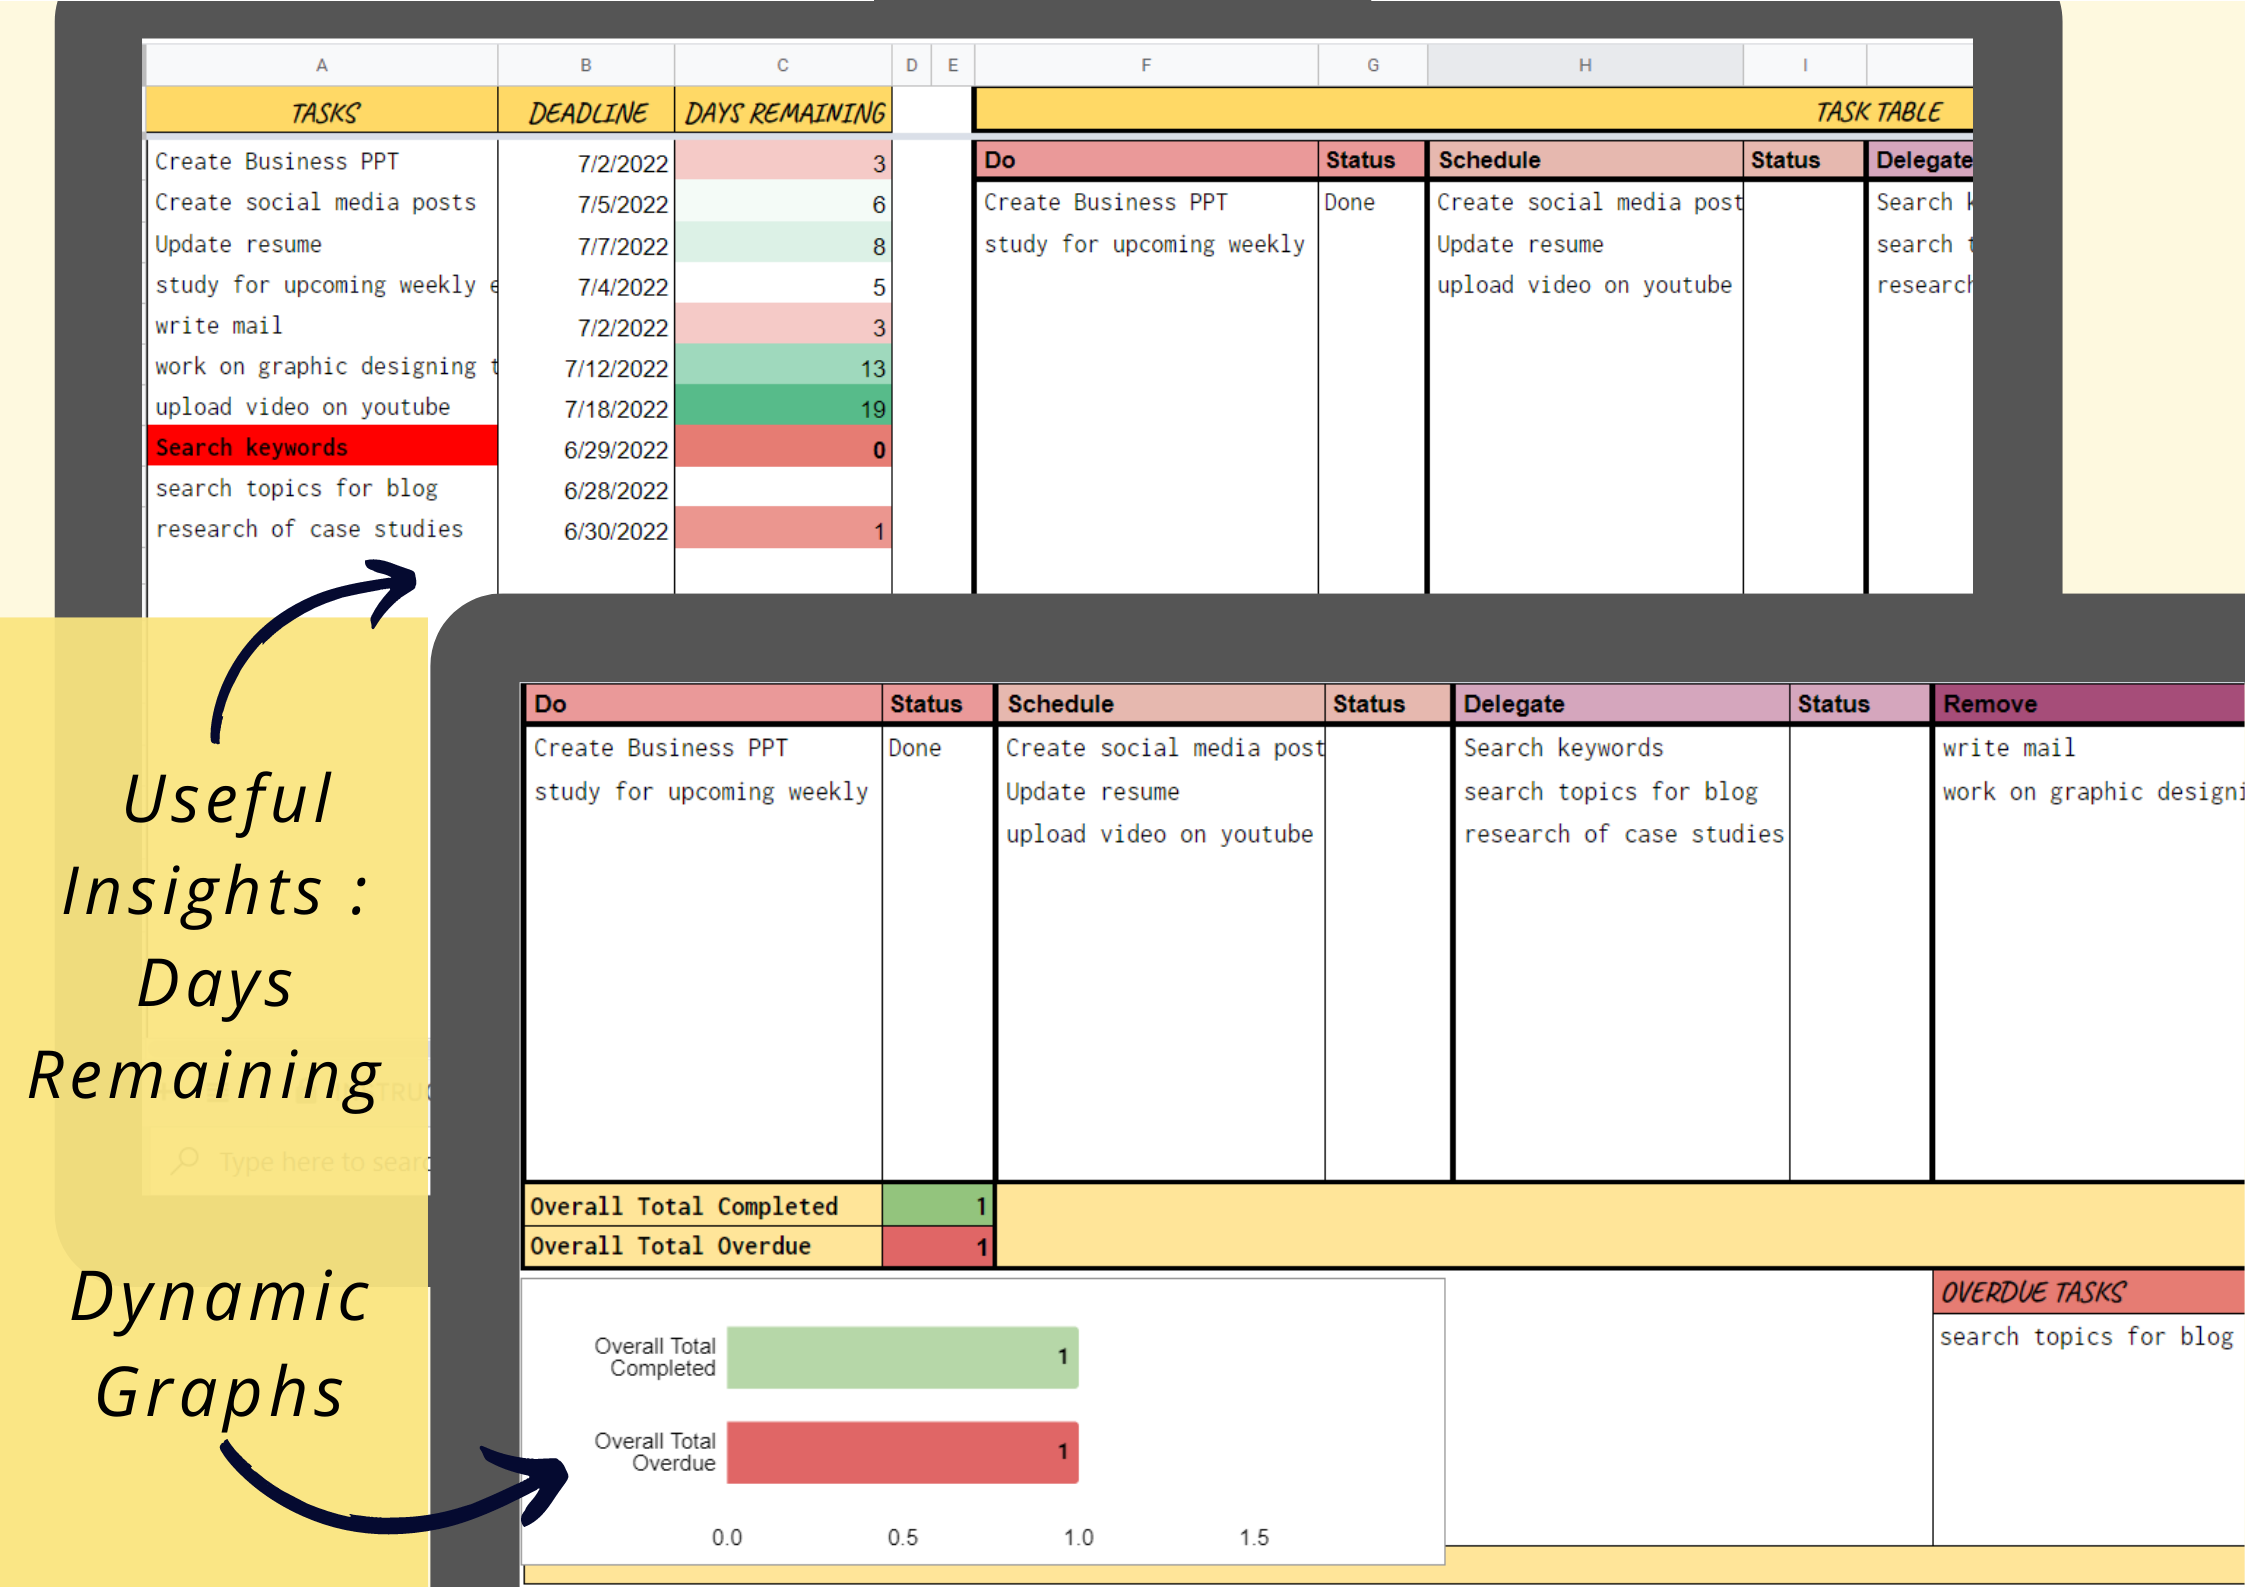 A B C D E F G H I
TASKS DEADLINE DAYS REMAINING TASK TABLE
Create Business PPT 7/2/2022 3 Do Status Schedule Status Delegate
Create social media posts 7/5/2022 6 Create Business PPT Done Create social media post Search
Update resume 7/7/2022 8 study for upcoming weekly Update resume search
study for upcoming weekly 7/4/2022 5 upload video on youtube research
write mail 7/2/2022 3
work on graphic designing 7/12/2022 13
upload video on youtube 7/18/2022 19
Search keywords 6/29/2022 0
search topics for blog 6/28/2022
research of case studies 6/30/2022 1
Useful
Insights :
Days
Remaining
Type here to
Dynamic
Graphs
Do Status Schedule Status Delegate Status Remove
Create Business PPT Done Create social media post Search keywords write mail
study for upcoming weekly Update resume search topics for blog work on graphic designi
upload video on youtube research of case studies
Overall Total Completed 1
Overall Total Overdue 1
OVERDUE TASKS
search topics for blog
Overall Total
Completed
1
Overall Total
Overdue
1
0.0 0.5 1.0 1.5